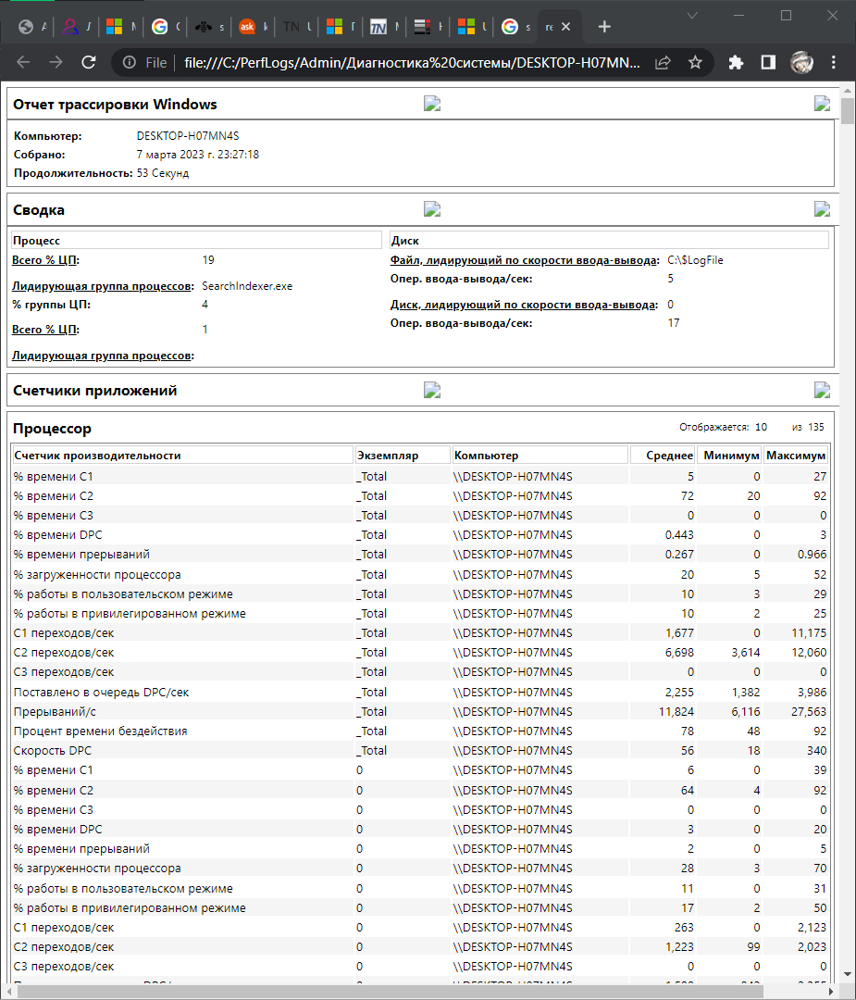 File file:///C:/PerfLogs/Admin/Диагностика%20системы/DESKTOP-H07MN...
Отчет трассировки Windows
Компьютер: DESKTOP-H07MN4S
Собрано: 7 марта 2023 г. 23:27:18
Продолжительность: 53 Секунд
Сводка
Процесс
Всего % ЦП: 19
Лидирующая группа процессов: SearchIndexer.exe
% группы ЦП: 4
Всего % ЦП: 1
Лидирующая группа процессов:
Диск
Файл, лидирующий по скорости ввода-вывода: C:\$LogFile
Опер. ввода-вывода/сек: 5
Диск, лидирующий по скорости ввода-вывода: 0
Опер. ввода-вывода/сек: 17
Счетчики приложений
Процессор Отображается: 10 из 135
Счетчик производительности Экземпляр Компьютер Среднее Минимум Максимум
% времени C1 _Total \\DESKTOP-H07MN4S 5 0 27
% времени C2 _Total \\DESKTOP-H07MN4S 72 20 92
% времени C3 _Total \\DESKTOP-H07MN4S 0 0 0
% времени DPC _Total \\DESKTOP-H07MN4S 0.443 0 3
% времени прерываний _Total \\DESKTOP-H07MN4S 0.267 0 0.966
% загруженности процессора _Total \\DESKTOP-H07MN4S 20 5 52
% работы в пользовательском режиме _Total \\DESKTOP-H07MN4S 10 3 29
% работы в привилегированном режиме _Total \\DESKTOP-H07MN4S 10 2 25
C1 переходов/сек _Total \\DESKTOP-H07MN4S 1,677 0 11,175
C2 переходов/сек _Total \\DESKTOP-H07MN4S 6,698 3,614 12,060
C3 переходов/сек _Total \\DESKTOP-H07MN4S 0 0 0
Поставлено в очередь DPC/сек _Total \\DESKTOP-H07MN4S 2,255 1,382 3,986
Прерываний/с _Total \\DESKTOP-H07MN4S 11,824 6,116 27,563
Процент времени бездействия _Total \\DESKTOP-H07MN4S 78 48 92
Скорость DPC _Total \\DESKTOP-H07MN4S 56 18 340
% времени C1 0 \\DESKTOP-H07MN4S 6 0 39
% времени C2 0 \\DESKTOP-H07MN4S 64 4 92
% времени C3 0 \\DESKTOP-H07MN4S 0 0 0
% времени DPC 0 \\DESKTOP-H07MN4S 3 0 20
% времени прерываний 0 \\DESKTOP-H07MN4S 2 0 5
% загруженности процессора 0 \\DESKTOP-H07MN4S 28 3 70
% работы в пользовательском режиме 0 \\DESKTOP-H07MN4S 11 0 31
% работы в привилегированном режиме 0 \\DESKTOP-H07MN4S 17 2 50
C1 переходов/сек 0 \\DESKTOP-H07MN4S 263 0 2,123
C2 переходов/сек 0 \\DESKTOP-H07MN4S 1,223 99 2,023
C3 переходов/сек 0 \\DESKTOP-H07MN4S 0 0 0